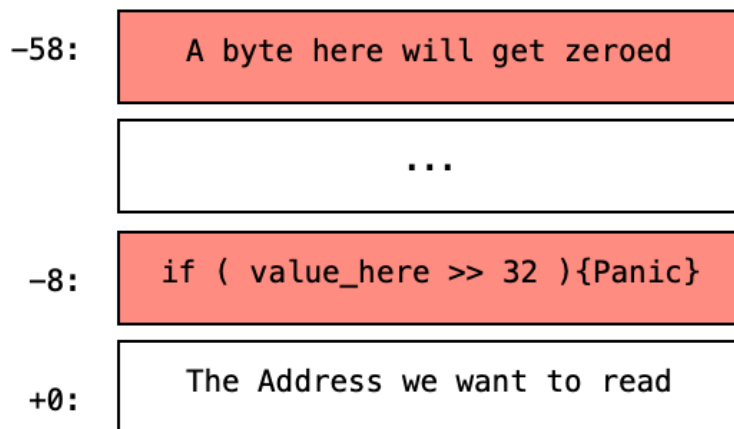 -58: A byte here will get zeroed
...
-8: if ( value_here >> 32 ){Panic}
+0: The Address we want to read